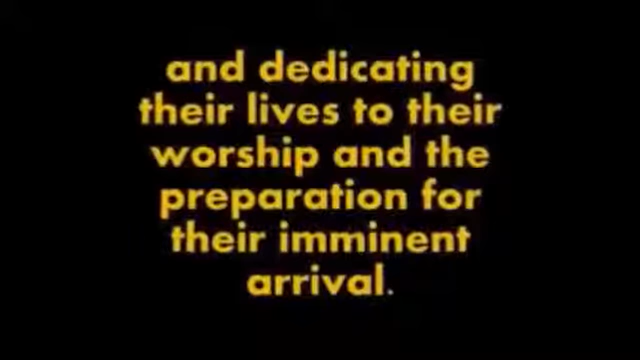 and dedicating
their lives to their
worship and the
preparation for
their imminent
arrival.